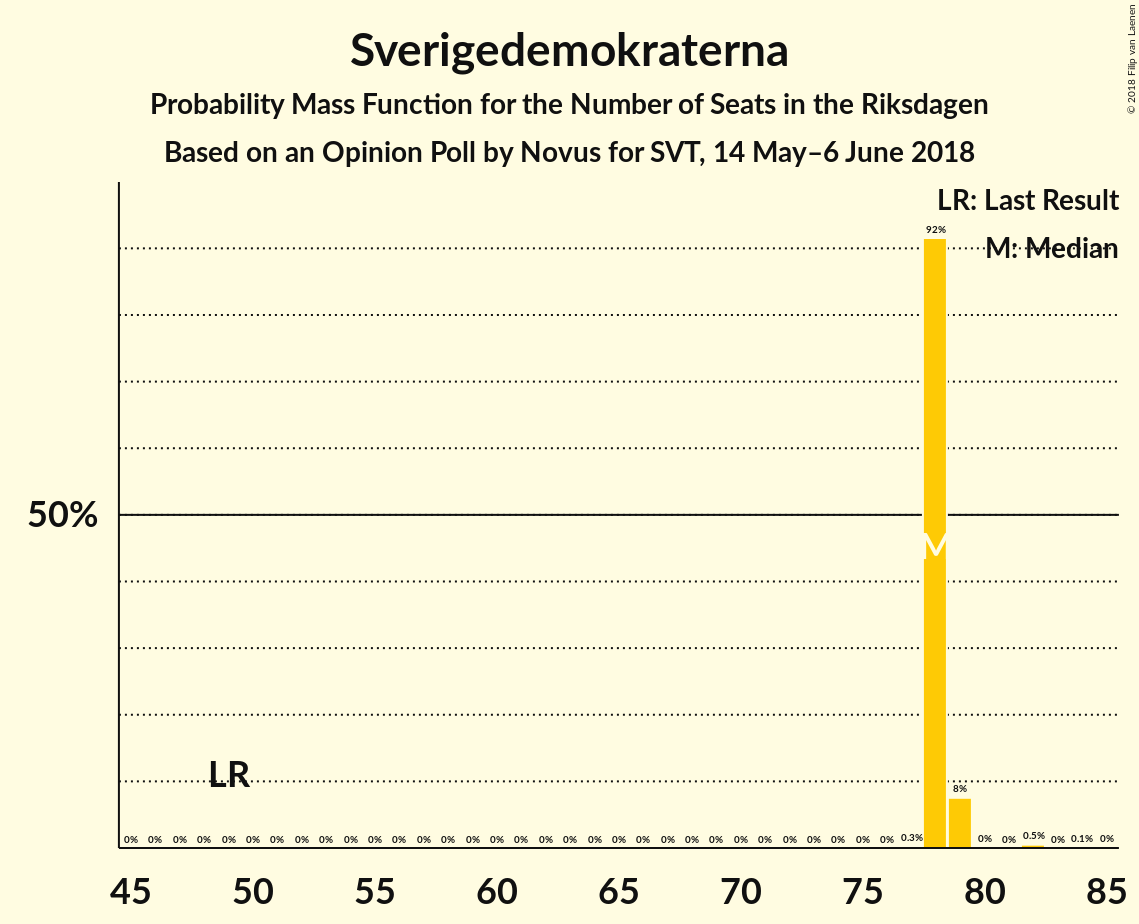 Sverigedemokraterna
Probability Mass Function for the Number of Seats in the Riksdagen
Based on an Opinion Poll by Novus for SVT, 14 May–6 June 2018
© 2018 Filip van Laenen
LR: Last Result
M: Median
92%
50%
M
LR
8%
0% 0% 0% 0% 0% 0% 0% 0% 0% 0% 0% 0% 0% 0% 0% 0% 0% 0% 0% 0% 0% 0% 0% 0% 0% 0% 0% 0% 0% 0% 0% 0% 0.3% 0% 0% 0.5% 0% 0.1% 0%
45 50 55 60 65 70 75 80 85